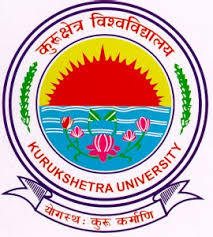 कुरुक्षेत्र विश्वविद्यालय
KURUKSHETRA UNIVERSITY
योगस्थः कुरु कर्माणि